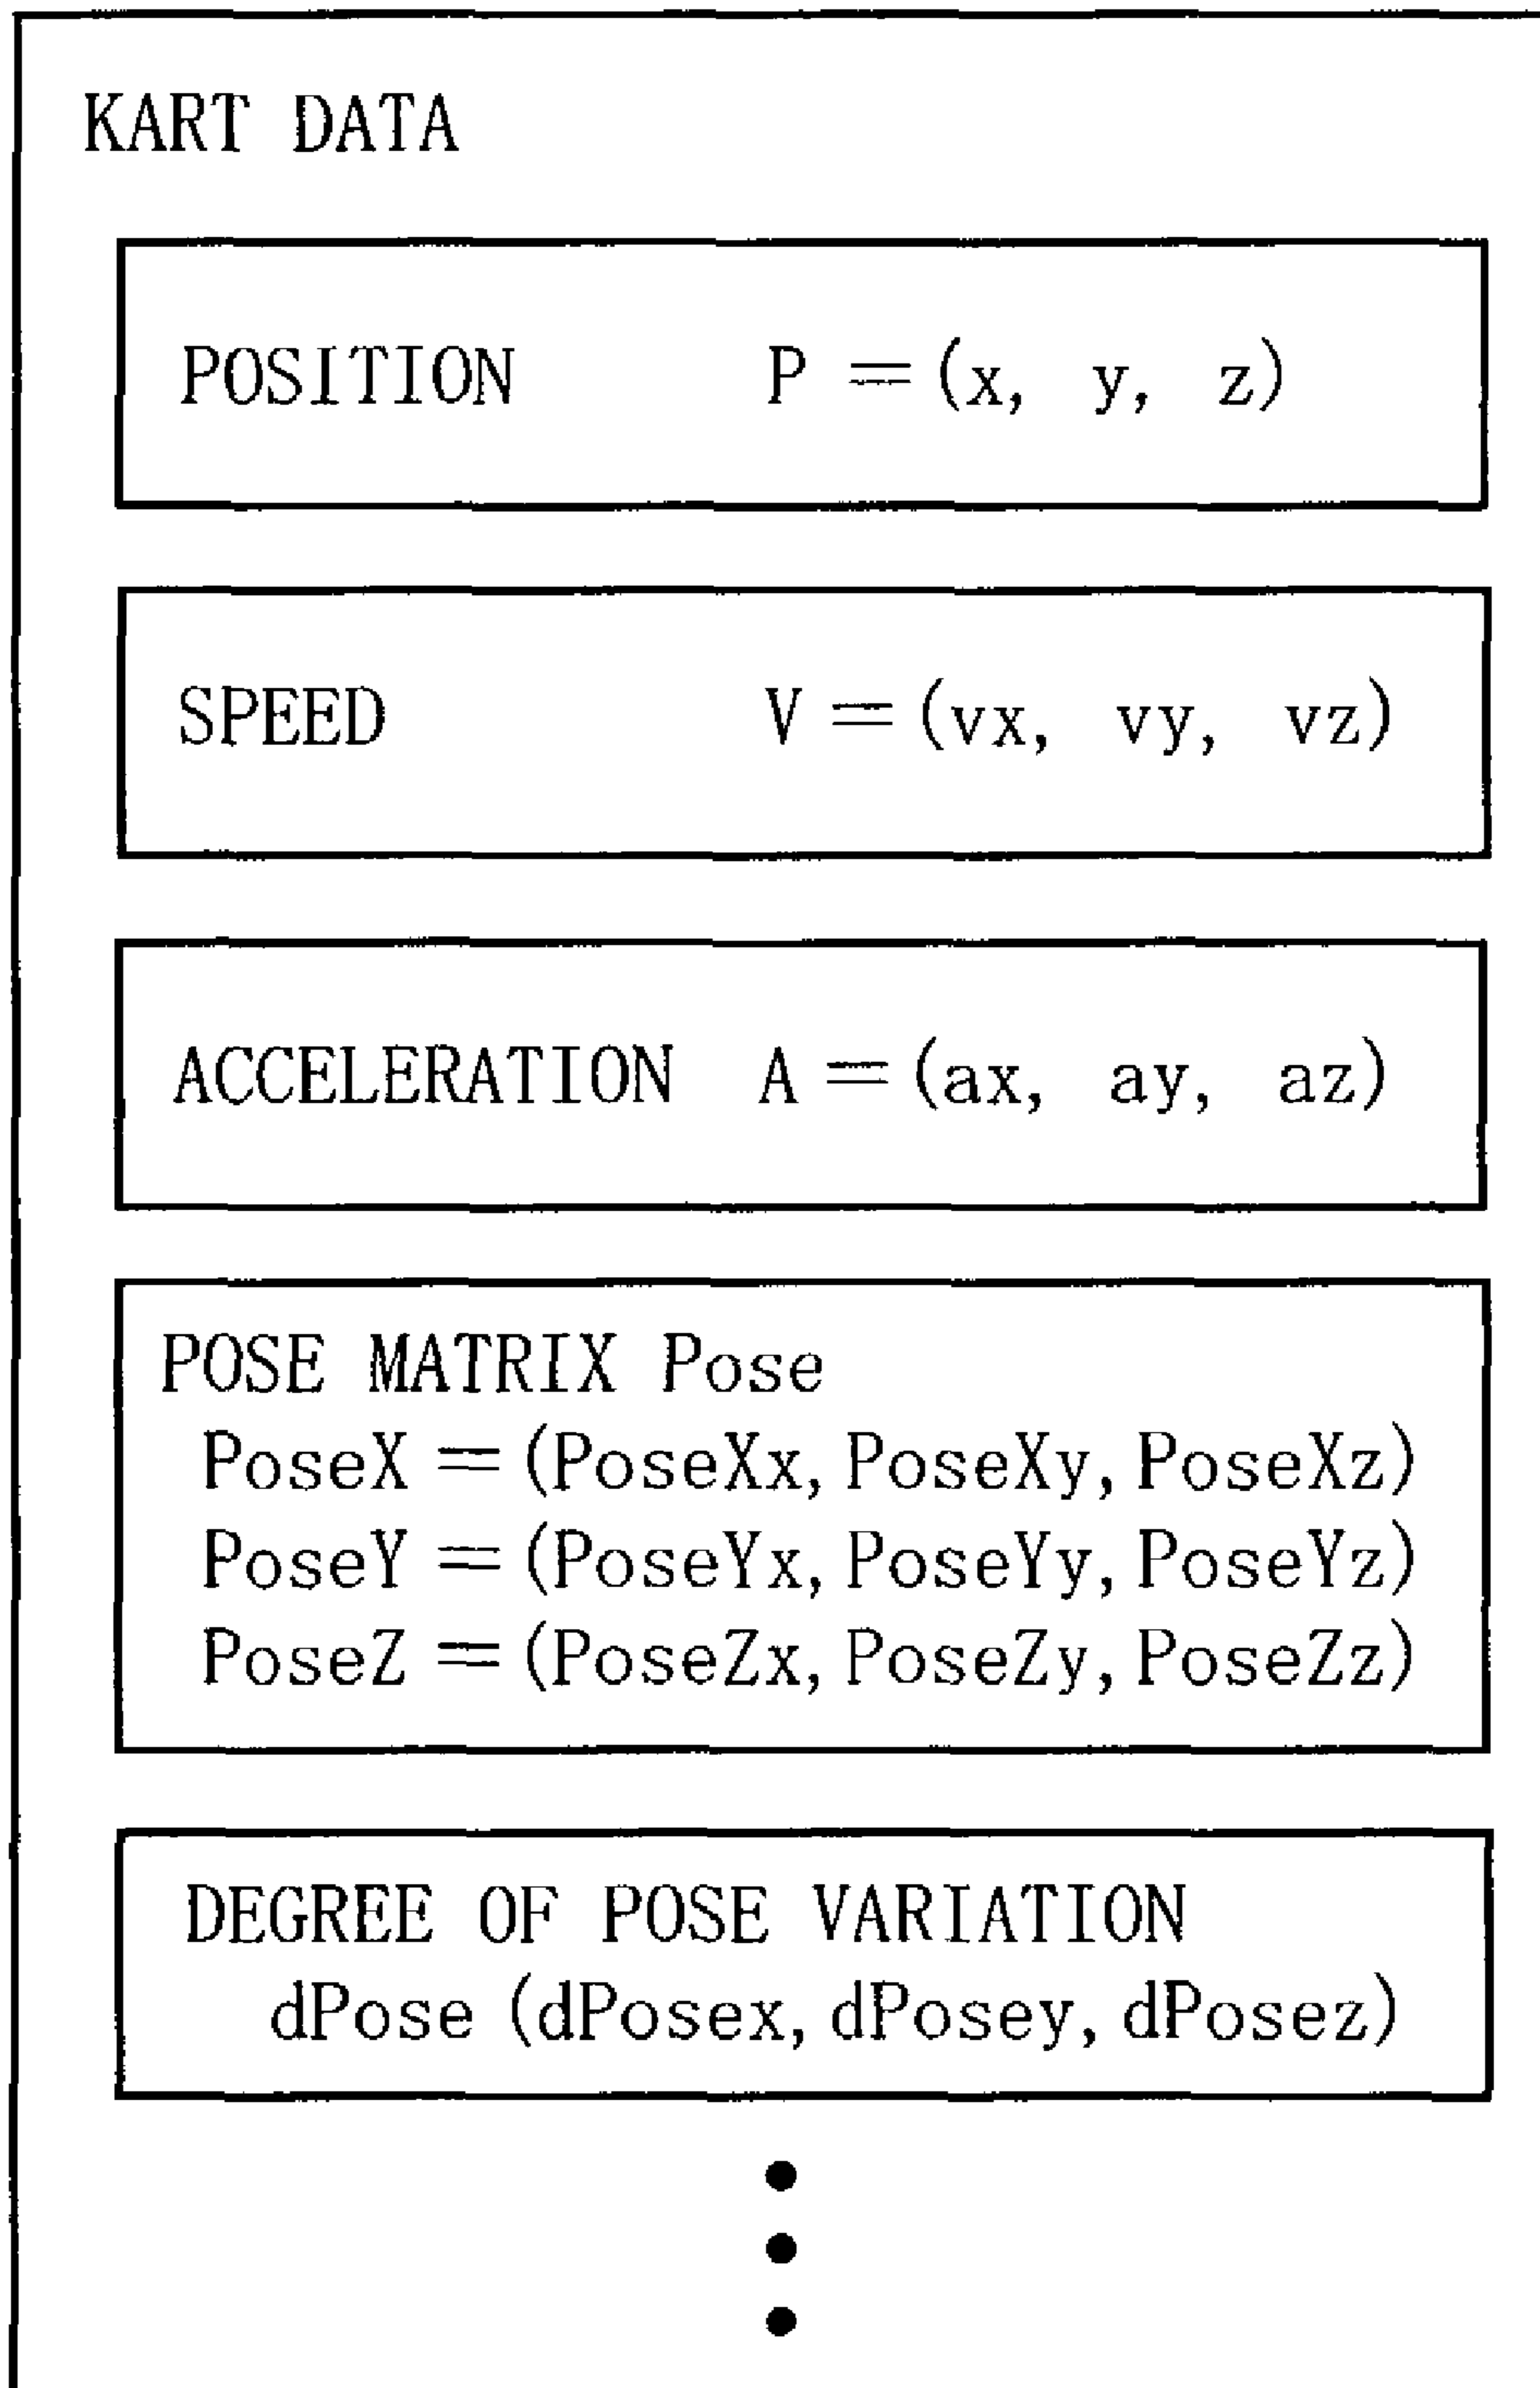 KART DATA
POSITION P = (x, y, z)
SPEED V = (vx, vy, vz)
ACCELERATION A = (ax, ay, az)
POSE MATRIX Pose
PoseX = (PoseXx, PoseXy, PoseXz)
PoseY = (PoseYx, PoseYy, PoseYz)
PoseZ = (PoseZx, PoseZy, PoseZz)
DEGREE OF POSE VARIATION
dPose (dPosex, dPosey, dPosez)